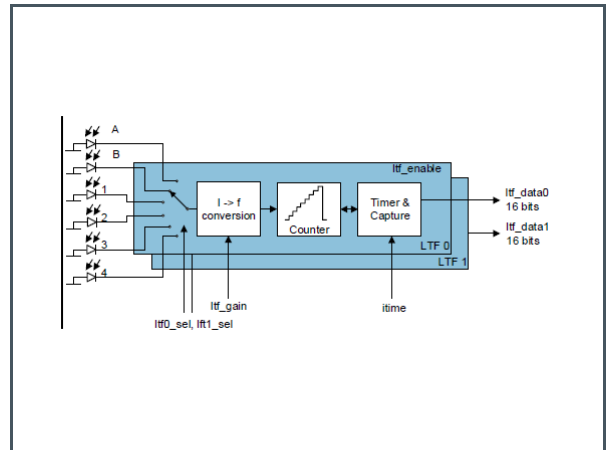 A
B
1
2
3
4
ltf_enable
I -> f
conversion
Counter
Timer &
Capture
LTF 0
LTF 1
ltf_data0
16 bits
ltf_data1
16 bits
ltf_gain
itime
ltf0_sel, lft1_sel